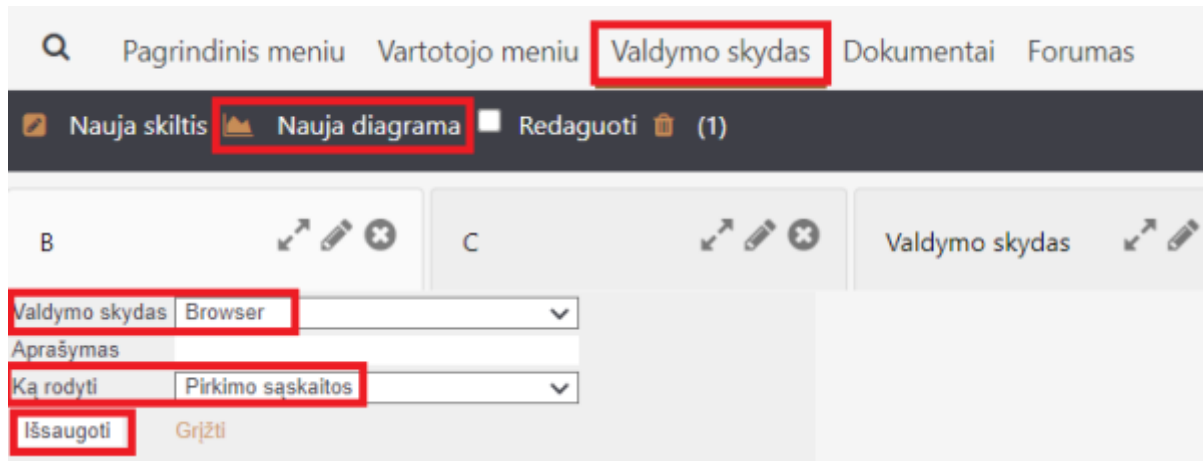 Pagrindinis meniu Vartotojo meniu Valdymo skydas Dokumentai Forumas
Nauja skiltis Nauja diagrama Redaguoti (1)
B C Valdymo skydas
Valdymo skydas Browser
Aprašymas
Ką rodyti Pirkimo sąskaitos
Išsaugoti Grįžti